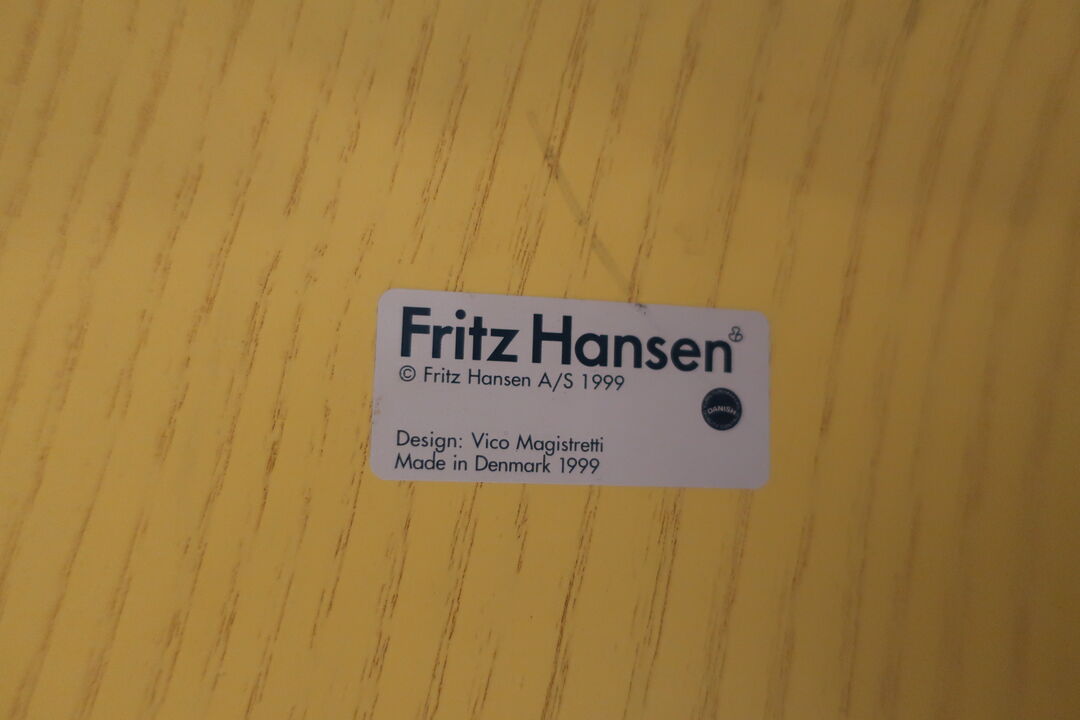 Fritz Hansen
© Fritz Hansen A/S 1999
DANISH
Design: Vico Magistretti
Made in Denmark 1999